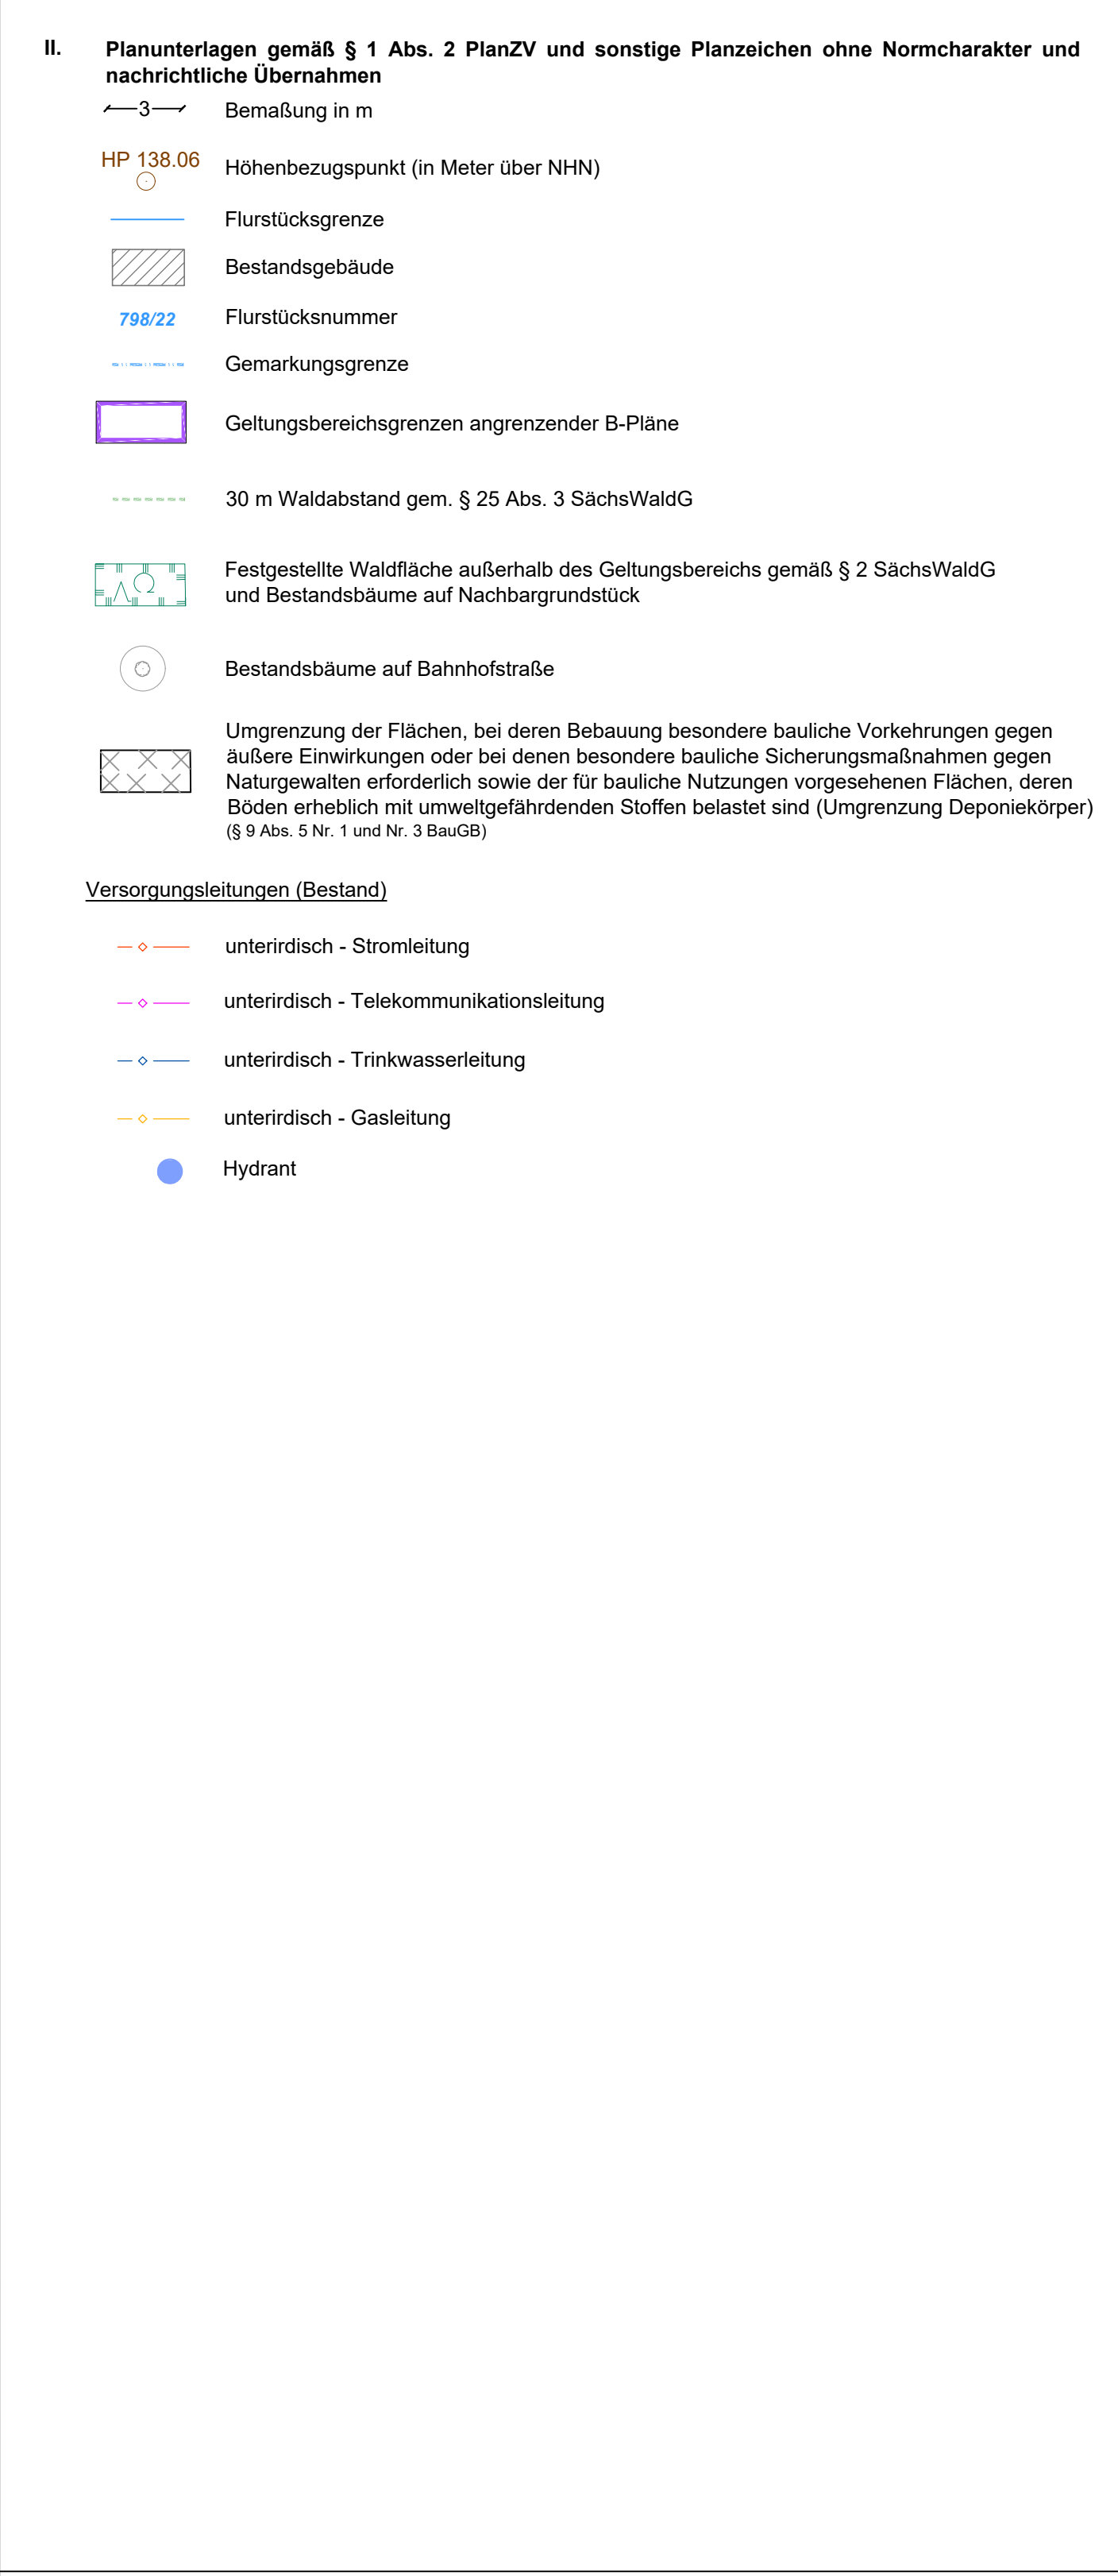 II. Planunterlagen gemäß § 1 Abs. 2 PlanZV und sonstige Planzeichen ohne Normcharakter und
nachrichtliche Übernahmen
3 Bemaßung in m
HP 138.06
Höhenbezugspunkt (in Meter über NHN)
Flurstücksgrenze
Bestandsgebäude
798/22 Flurstücksnummer
Gemarkungsgrenze
Geltungsbereichsgrenzen angrenzender B-Pläne
30 m Waldabstand gem. § 25 Abs. 3 SächsWaldG
Festgestellte Waldfläche außerhalb des Geltungsbereichs gemäß § 2 SächsWaldG
und Bestandsbäume auf Nachbargrundstück
Bestandsbäume auf Bahnhofstraße
Umgrenzung der Flächen, bei deren Bebauung besondere bauliche Vorkehrungen gegen
äußere Einwirkungen oder bei denen besondere bauliche Sicherungsmaßnahmen gegen
Naturgewalten erforderlich sowie der für bauliche Nutzungen vorgesehenen Flächen, deren
Böden erheblich mit umweltgefährdenden Stoffen belastet sind (Umgrenzung Deponiekörper)
(§ 9 Abs. 5 Nr. 1 und Nr. 3 BauGB)
Versorgungsleitungen (Bestand)
unterirdisch - Stromleitung
unterirdisch - Telekommunikationsleitung
unterirdisch - Trinkwasserleitung
unterirdisch - Gasleitung
Hydrant